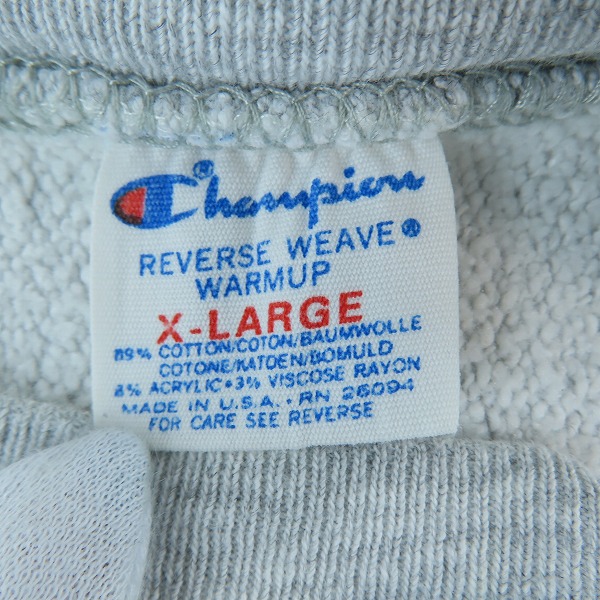 Champion®
REVERSE WEAVE®
WARMUP
X-LARGE
89% COTTON/COTON/BAUMWOLLE
COTONE/KATOEN/BOMULD
8% ACRYLIC•3% VISCOSE RAYON
MADE IN U.S.A.• RN 26094
FOR CARE SEE REVERSE